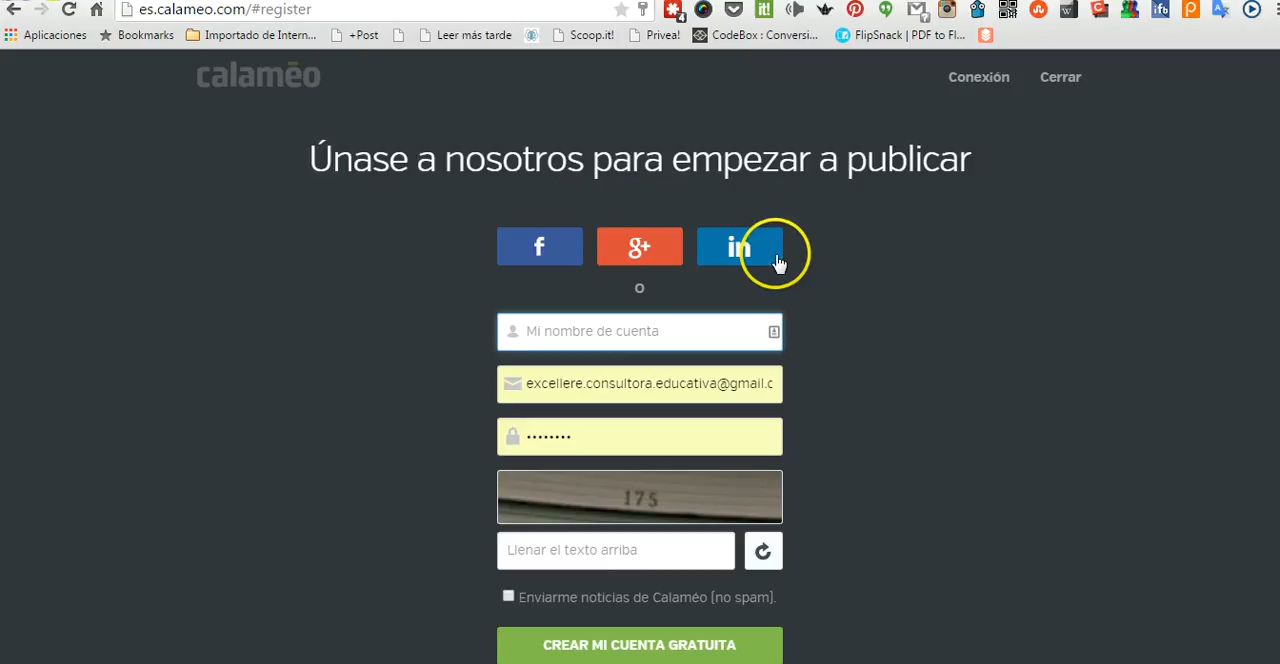 es.calameo.com/#register
Aplicaciones Bookmarks Importado de Intern... +Post Leer más tarde Scoop.it! Privea! CodeBox : Conversi... FlipSnack | PDF to Fl...
calamēo Conexión Cerrar
Únase a nosotros para empezar a publicar
f g+ in
o
Mi nombre de cuenta
excellere.consultora.educativa@gmail.c
175
Llenar el texto arriba
Enviarme noticias de Calaméo (no spam).
CREAR MI CUENTA GRATUITA